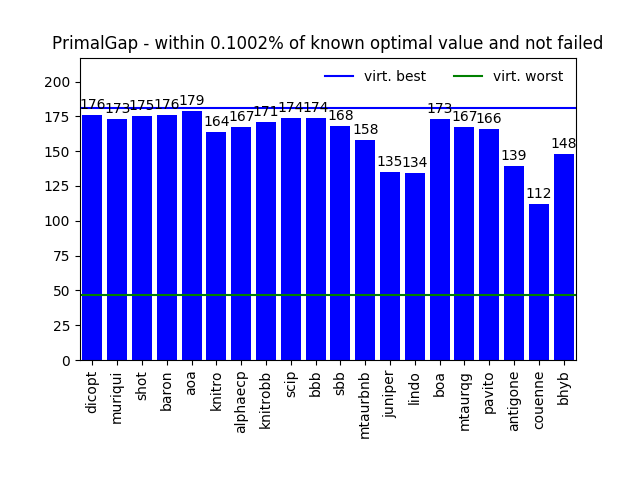 PrimalGap - within 0.1002% of known optimal value and not failed
virt. best virt. worst
200
175
150
125
100
75
50
25
0
176 173 175 176 179 164 167 171 174 174 168 158 135 134 173 167 166 139 112 148
dicopt
muriqui
shot
baron
aoa
knitro
alphaecp
knitrobb
scip
bbb
sbb
mtaurbnb
juniper
lindo
boa
mtaurqg
pavito
antigone
couenne
bhyb